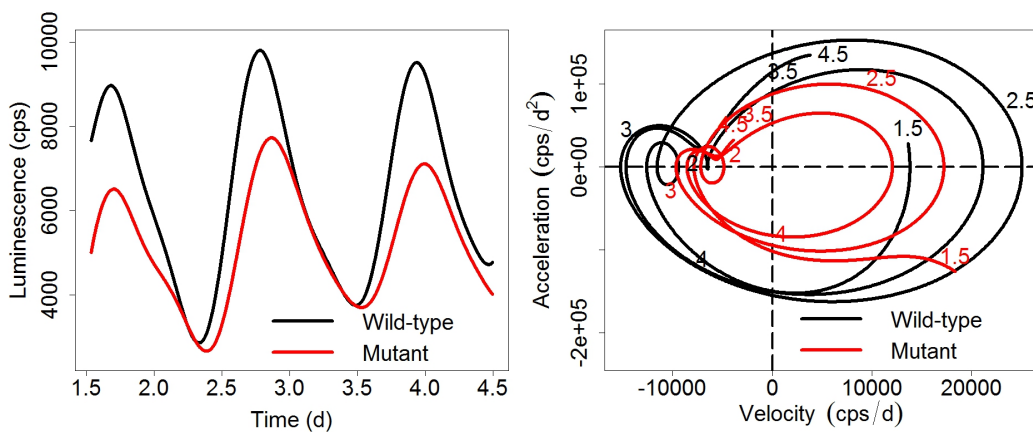 Luminescence (cps)
4000
6000
8000
10000
1.5
2.0
2.5
3.0
3.5
4.0
4.5
Time (d)
Wild-type
Mutant
Acceleration (cps/d²)
-2e+05
0e+00
1e+05
-10000
0
10000
20000
Velocity (cps/d)
4.5
3.5
2.5
2.5
3.5
4.5
1.5
3
2
2
3
4
4
1.5
Wild-type
Mutant